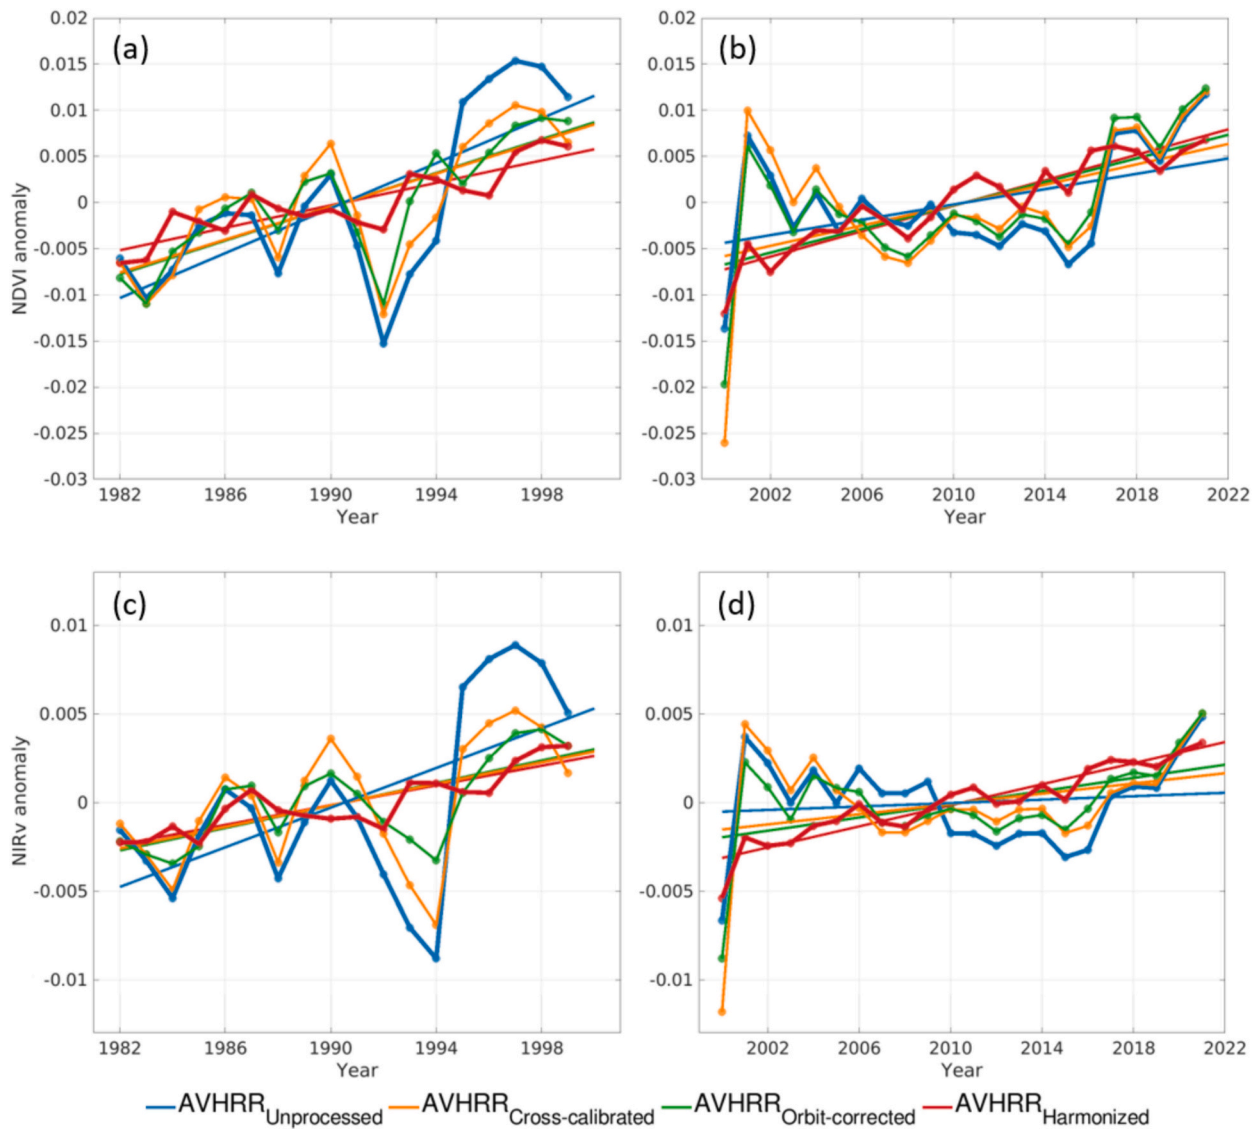 (a)
NDVI anomaly
0.02
0.015
0.01
0.005
0
-0.005
-0.01
-0.015
-0.02
-0.025
-0.03
1982 1986 1990 1994 1998
Year
(b)
0.02
0.015
0.01
0.005
0
-0.005
-0.01
-0.015
-0.02
-0.025
-0.03
2002 2006 2010 2014 2018 2022
Year
(c)
NIRv anomaly
0.01
0.005
0
-0.005
-0.01
1982 1986 1990 1994 1998
Year
(d)
0.01
0.005
0
-0.005
-0.01
2002 2006 2010 2014 2018 2022
Year
AVHRRUnprocessed AVHRRCross-calibrated AVHRROrbit-corrected AVHRRHarmonized